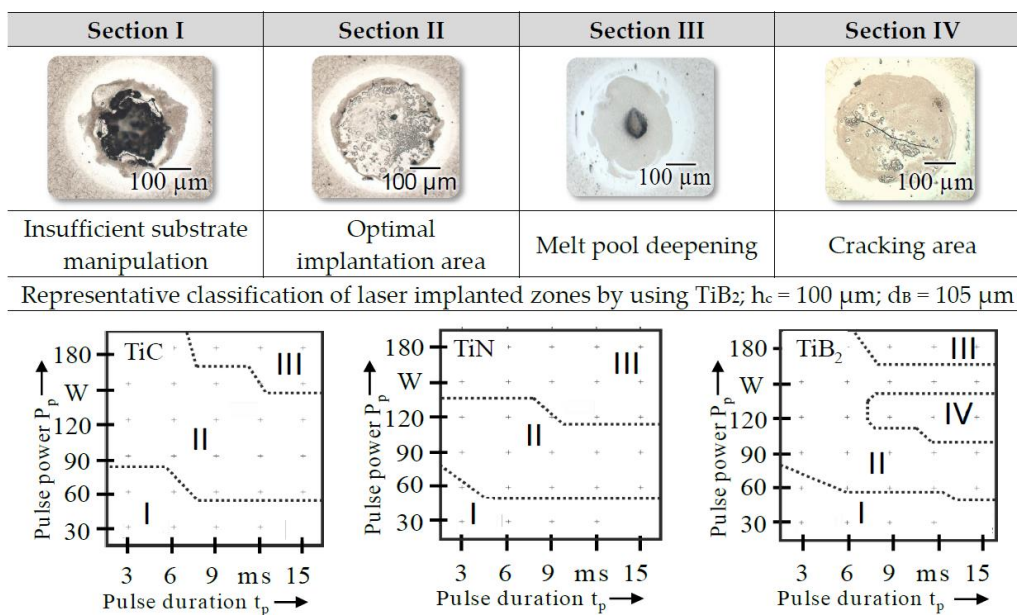 Section I
Section II
Section III
Section IV
100 μm
100 μm
100 μm
100 μm
Insufficient substrate
manipulation
Optimal
implantation area
Melt pool deepening
Cracking area
Representative classification of laser implanted zones by using TiB₂; hc = 100 μm; dB = 105 μm
Pulse power Pp
180
W
120
90
60
30
TiC
III
II
I
3 6 9 ms 15
Pulse duration tp
Pulse power Pp
180
W
120
90
60
30
TiN
III
II
I
3 6 9 ms 15
Pulse duration tp
Pulse power Pp
180
W
120
90
60
30
TiB₂
III
IV
II
I
3 6 9 ms 15
Pulse duration tp